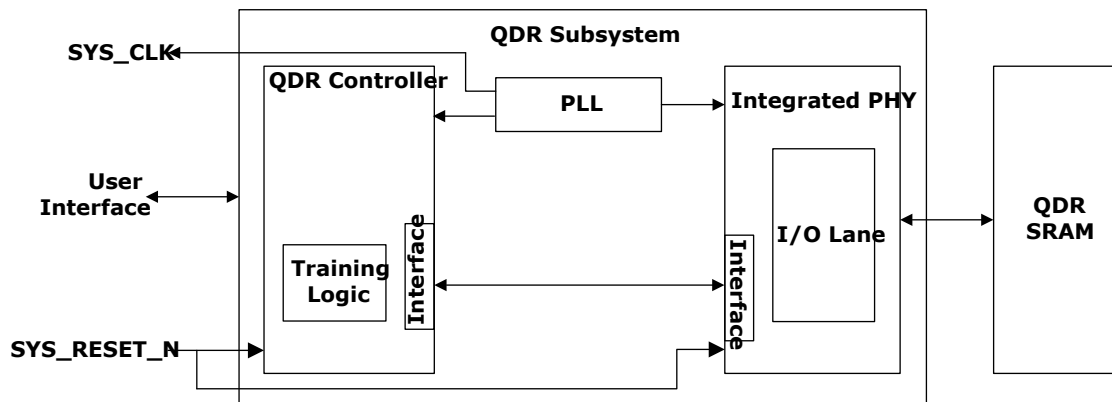 QDR Subsystem
SYS_CLK
QDR Controller
PLL
Integrated PHY
User
Interface
Interface
Training
Logic
Interface
I/O Lane
QDR
SRAM
SYS_RESET_N